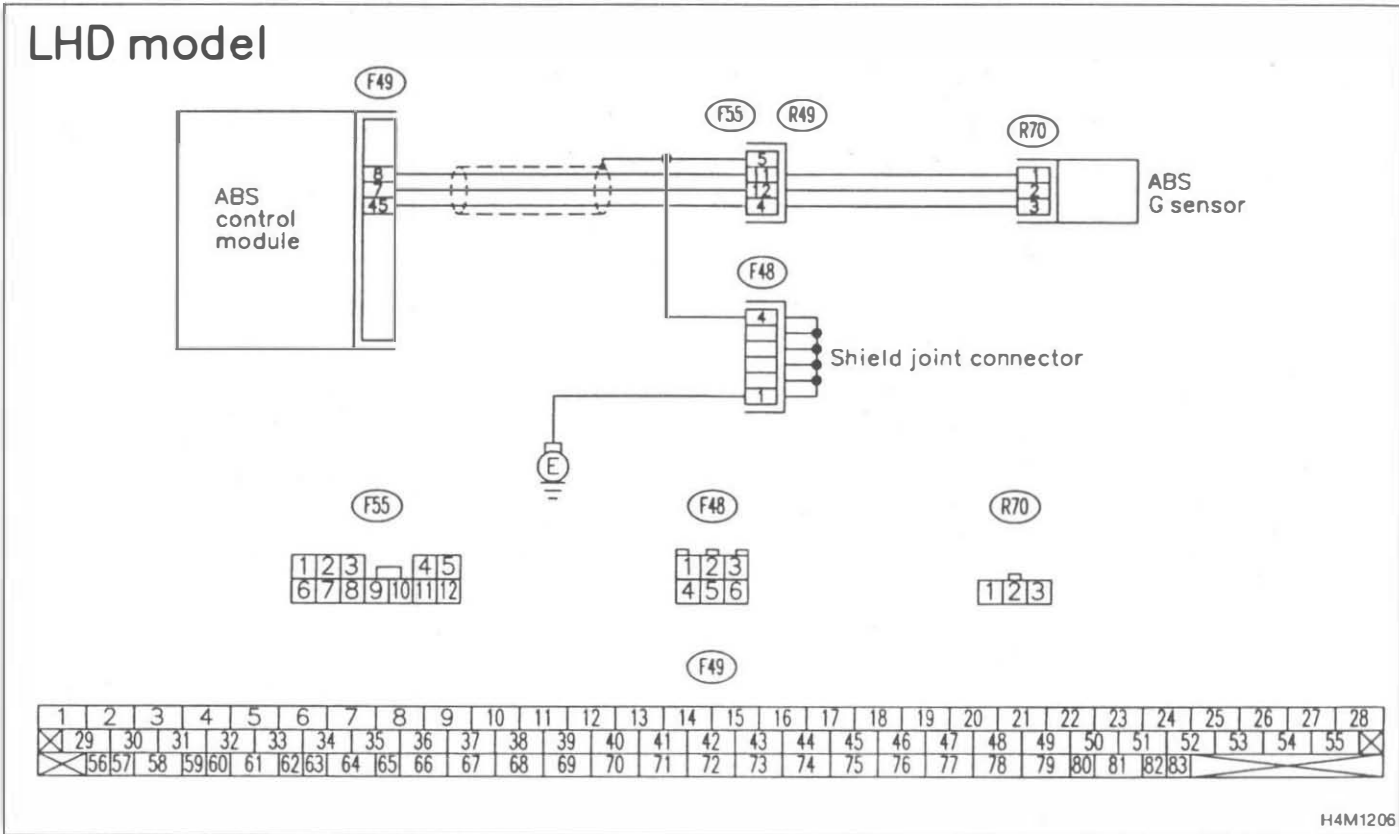 LHD model
F49
F55 R49
R70
8
7
45
ABS
control
module
5
11
12
4
1
2
3
ABS
G sensor
F48
4
1
Shield joint connector
E
F55
F48
R70
1 2 3 4 5
6 7 8 9 10 11 12
1 2 3
4 5 6
1 2 3
F49
1 2 3 4 5 6 7 8 9 10 11 12 13 14 15 16 17 18 19 20 21 22 23 24 25 26 27 28
29 30 31 32 33 34 35 36 37 38 39 40 41 42 43 44 45 46 47 48 49 50 51 52 53 54 55
56 57 58 59 60 61 62 63 64 65 66 67 68 69 70 71 72 73 74 75 76 77 78 79 80 81 82 83
H4M1206